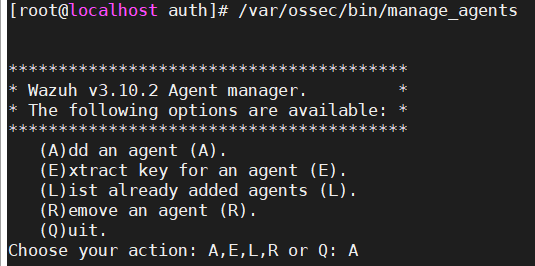 [root@localhost auth]# /var/ossec/bin/manage_agents
****************************************
* Wazuh v3.10.2 Agent manager.         *
* The following options are available: *
****************************************
   (A)dd an agent (A).
   (E)xtract key for an agent (E).
   (L)ist already added agents (L).
   (R)emove an agent (R).
   (Q)uit.
Choose your action: A,E,L,R or Q: A